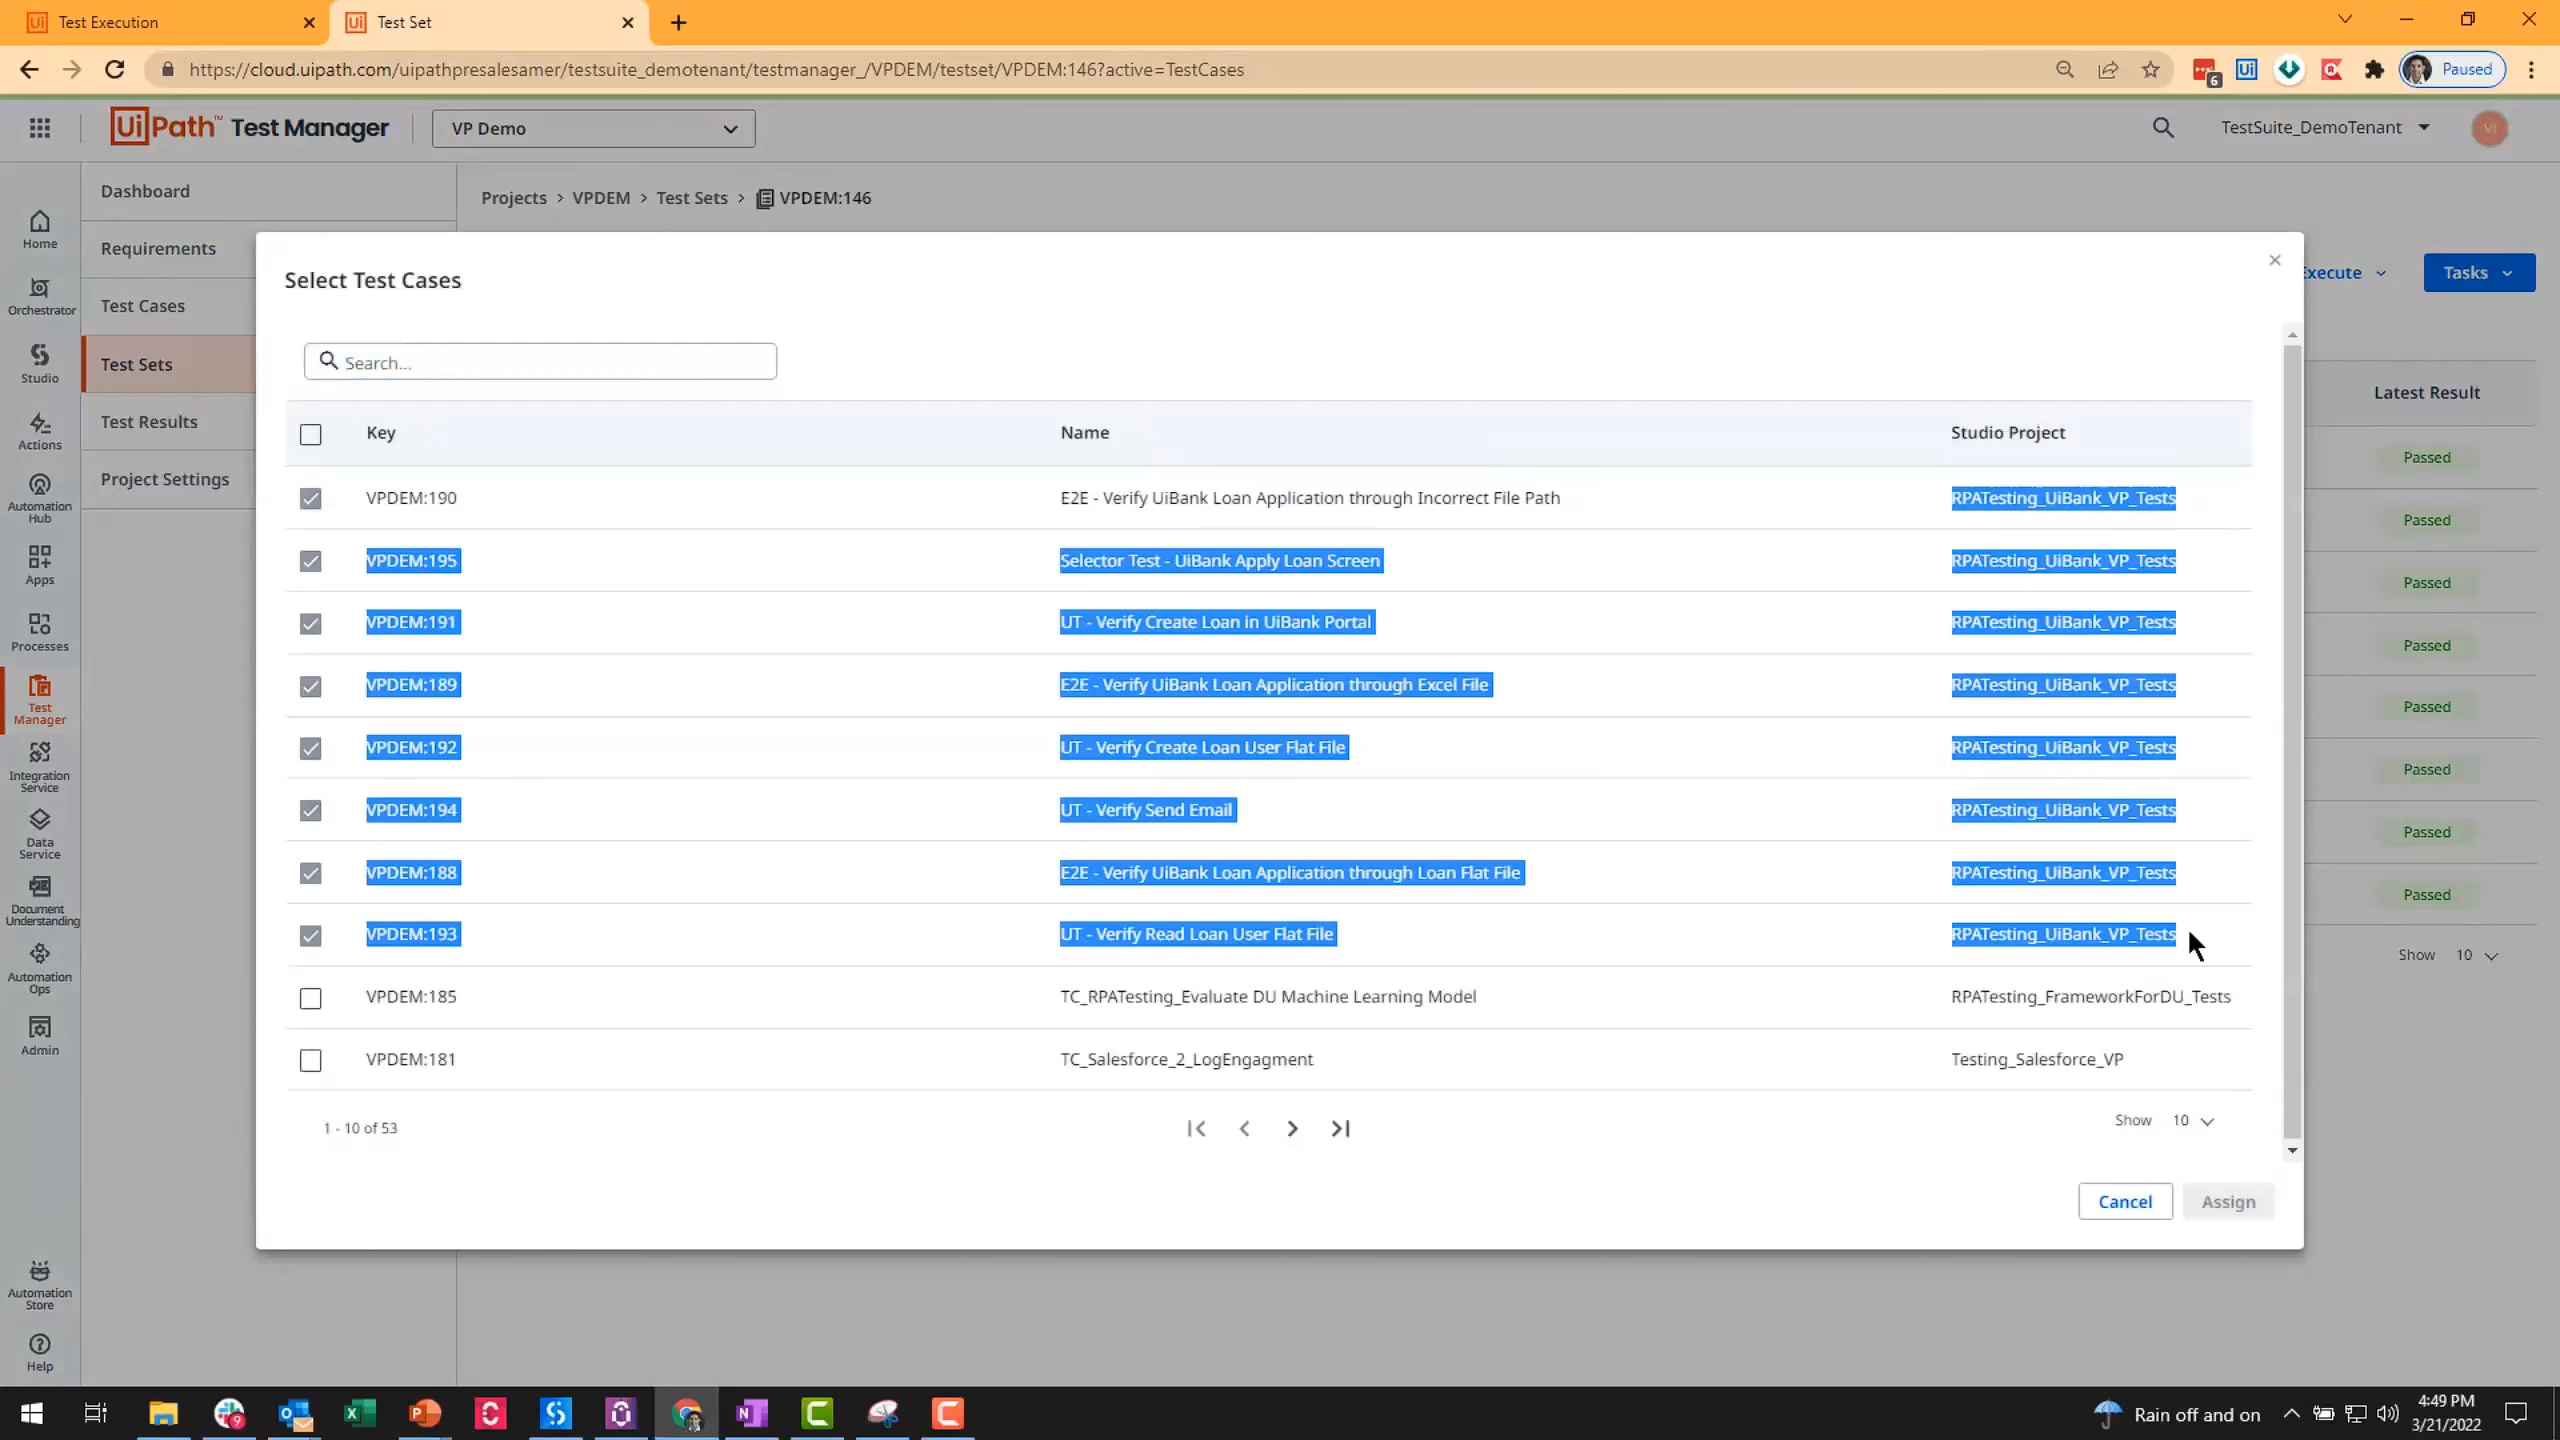 Test Execution
Test Set
https://cloud.uipath.com/uipathpresalesamer/testsuite_demotenant/testmanager_/VPDEM/testset/VPDEM:146?active=TestCases
6
Paused
UiPath™ Test Manager
VP Demo
TestSuite_DemoTenant
VI
Home
Orchestrator
Studio
Actions
Automation Hub
Apps
Processes
Test Manager
Integration Service
Data Service
Document Understanding
Automation Ops
Admin
Automation Store
Help
Dashboard
Requirements
Test Cases
Test Sets
Test Results
Project Settings
Projects > VPDEM > Test Sets > VPDEM:146
Execute
Tasks
Latest Result
Passed
Passed
Passed
Passed
Passed
Passed
Passed
Passed
Show 10
Select Test Cases
Search...
Key Name Studio Project
VPDEM:190 E2E - Verify UiBank Loan Application through Incorrect File Path RPATesting_UiBank_VP_Tests
VPDEM:195 Selector Test - UiBank Apply Loan Screen RPATesting_UiBank_VP_Tests
VPDEM:191 UT - Verify Create Loan in UiBank Portal RPATesting_UiBank_VP_Tests
VPDEM:189 E2E - Verify UiBank Loan Application through Excel File RPATesting_UiBank_VP_Tests
VPDEM:192 UT - Verify Create Loan User Flat File RPATesting_UiBank_VP_Tests
VPDEM:194 UT - Verify Send Email RPATesting_UiBank_VP_Tests
VPDEM:188 E2E - Verify UiBank Loan Application through Loan Flat File RPATesting_UiBank_VP_Tests
VPDEM:193 UT - Verify Read Loan User Flat File RPATesting_UiBank_VP_Tests
VPDEM:185 TC_RPATesting_Evaluate DU Machine Learning Model RPATesting_FrameworkForDU_Tests
VPDEM:181 TC_Salesforce_2_LogEngagment Testing_Salesforce_VP
1 - 10 of 53
Show 10
Cancel
Assign
Rain off and on
4:49 PM
3/21/2022